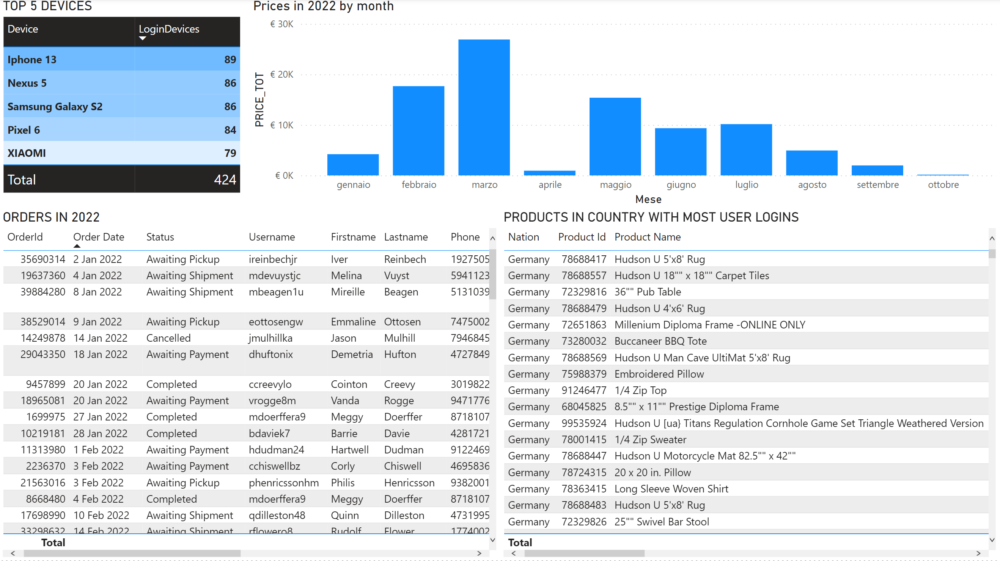 TOP 5 DEVICES
Device LoginDevices
Iphone 13 89
Nexus 5 86
Samsung Galaxy S2 86
Pixel 6 84
XIAOMI 79
Total 424
Prices in 2022 by month
PRICE_TOT
€ 30K
€ 20K
€ 10K
€ 0K
gennaio febbraio marzo aprile maggio giugno luglio agosto settembre ottobre
Mese
ORDERS IN 2022
OrderId Order Date Status Username Firstname Lastname Phone
35690314 2 Jan 2022 Awaiting Pickup ireinbechjr Iver Reinbech 1927505
19637360 4 Jan 2022 Awaiting Shipment mdevuystjc Melina Vuyst 5941123
39884280 8 Jan 2022 Awaiting Shipment mbeagen1u Mireille Beagen 5131039
38529014 9 Jan 2022 Awaiting Pickup eottosengw Emmaline Ottosen 7475002
14249878 14 Jan 2022 Cancelled jmulhillka Jason Mulhill 7946845
29043350 18 Jan 2022 Awaiting Payment dhuftonix Demetria Hufton 4727849
9457899 20 Jan 2022 Completed ccreevylo Cointon Creevy 3019822
18965081 20 Jan 2022 Awaiting Payment vrogge8m Vanda Rogge 9471776
1699975 27 Jan 2022 Completed mdoerffera9 Meggy Doerffer 8718107
10219181 28 Jan 2022 Completed bdaviek7 Barrie Davie 4281721
11313980 1 Feb 2022 Awaiting Payment hdudman24 Hartwell Dudman 9122469
2236370 3 Feb 2022 Awaiting Payment cchiswellbz Corly Chiswell 4695836
21563016 3 Feb 2022 Awaiting Pickup phenricssonhm Philis Henricsson 9382001
8668480 4 Feb 2022 Completed mdoerffera9 Meggy Doerffer 8718107
17698990 10 Feb 2022 Awaiting Shipment qdilleston48 Quinn Dilleston 4731995
33298632 14 Feb 2022 Awaiting Shipment rflowero8 Rudolf Flower 1774002
Total
PRODUCTS IN COUNTRY WITH MOST USER LOGINS
Nation Product Id Product Name
Germany 78688417 Hudson U 5'x8' Rug
Germany 78688557 Hudson U 18"" x 18"" Carpet Tiles
Germany 72329816 36"" Pub Table
Germany 78688479 Hudson U 4'x6' Rug
Germany 72651863 Millenium Diploma Frame -ONLINE ONLY
Germany 73280032 Buccaneer BBQ Tote
Germany 78688569 Hudson U Man Cave UltiMat 5'x8' Rug
Germany 75988379 Embroidered Pillow
Germany 91246477 1/4 Zip Top
Germany 68045825 8.5"" x 11"" Prestige Diploma Frame
Germany 99535924 Hudson U [ua} Titans Regulation Cornhole Game Set Triangle Weathered Version
Germany 78001415 1/4 Zip Sweater
Germany 78688447 Hudson U Motorcycle Mat 82.5"" x 42""
Germany 78724315 20 x 20 in. Pillow
Germany 78363415 Long Sleeve Woven Shirt
Germany 78688483 Hudson U 5'x8' Rug
Germany 72329826 25"" Swivel Bar Stool
Total